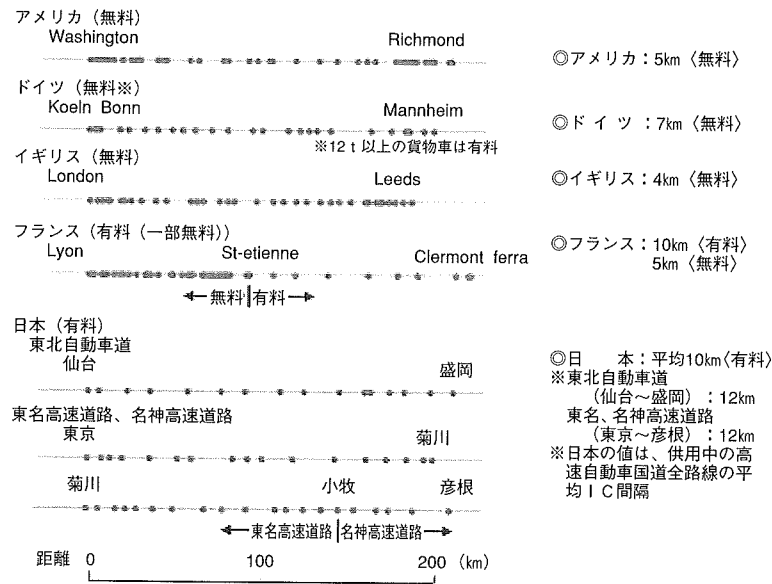 アメリカ（無料）
Washington Richmond
◎アメリカ：5km〈無料〉
ドイツ（無料※）
Koeln Bonn Mannheim
※12ｔ以上の貨物車は有料
◎ドイツ：7km〈無料〉
イギリス（無料）
London Leeds
◎イギリス：4km〈無料〉
フランス（有料（一部無料））
Lyon St-etienne Clermont ferra
無料 有料
◎フランス：10km〈有料〉
5km〈無料〉
日本（有料）
東北自動車道
仙台 盛岡
東名高速道路、名神高速道路
東京 菊川
菊川 小牧 彦根
東名高速道路 名神高速道路
距離 0 100 200（km）
◎日　本：平均10km〈有料〉
※東北自動車道
（仙台～盛岡）：12km
東名、名神高速道路
（東京～彦根）：12km
※日本の値は、供用中の高
速自動車国道全路線の平
均ＩＣ間隔